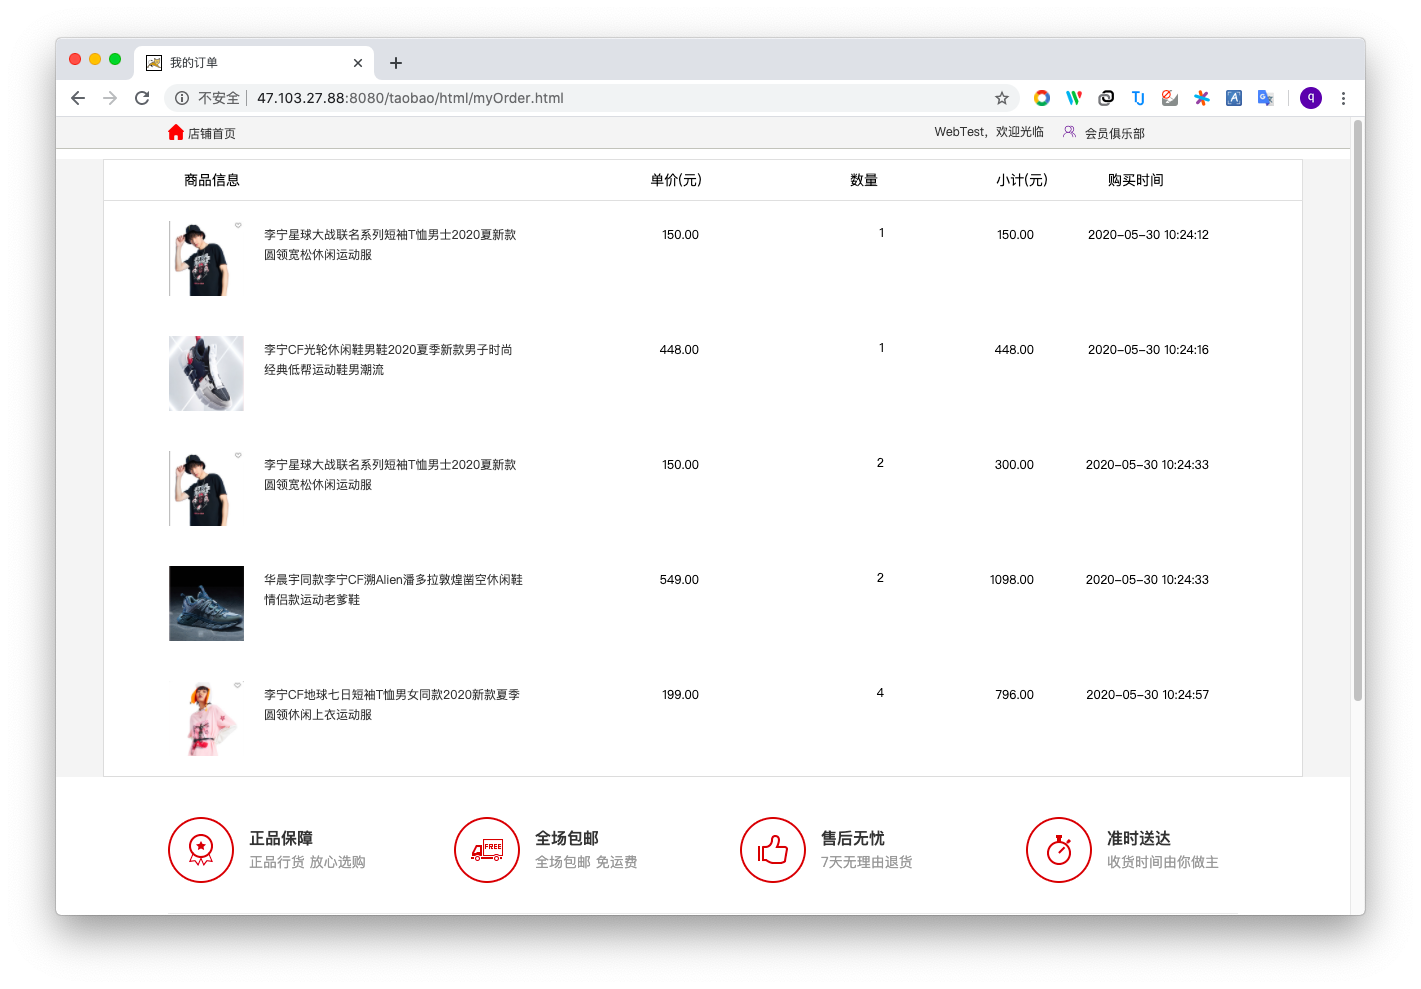 我的订单
不安全 47.103.27.88:8080/taobao/html/myOrder.html
q
店铺首页 WebTest，欢迎光临 会员俱乐部
商品信息 单价(元) 数量 小计(元) 购买时间
李宁星球大战联名系列短袖T恤男士2020夏新款 150.00 1 150.00 2020-05-30 10:24:12
圆领宽松休闲运动服
李宁CF光轮休闲鞋男鞋2020夏季新款男子时尚 448.00 1 448.00 2020-05-30 10:24:16
经典低帮运动鞋男潮流
李宁星球大战联名系列短袖T恤男士2020夏新款 150.00 2 300.00 2020-05-30 10:24:33
圆领宽松休闲运动服
华晨宇同款李宁CF溯Alien潘多拉敦煌凿空休闲鞋 549.00 2 1098.00 2020-05-30 10:24:33
情侣款运动老爹鞋
李宁CF地球七日短袖T恤男女同款2020新款夏季 199.00 4 796.00 2020-05-30 10:24:57
圆领休闲上衣运动服
正品保障 FREE 全场包邮 售后无忧 准时送达
正品行货 放心选购 全场包邮 免运费 7天无理由退货 收货时间由你做主